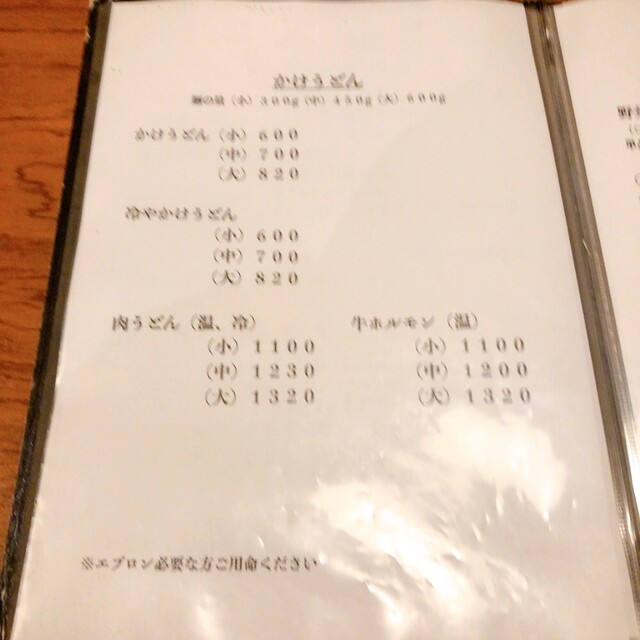 かけうどん
麺の量（小）３００g（中）４５０g（大）６００g
かけうどん（小）６００
（中）７００
（大）８２０
冷やかけうどん
（小）６００
（中）７００
（大）８２０
肉うどん（温、冷）
（小）１１００
（中）１２３０
（大）１３２０
牛ホルモン（温）
（小）１１００
（中）１２００
（大）１３２０
※エプロン必要な方ご用命ください
野